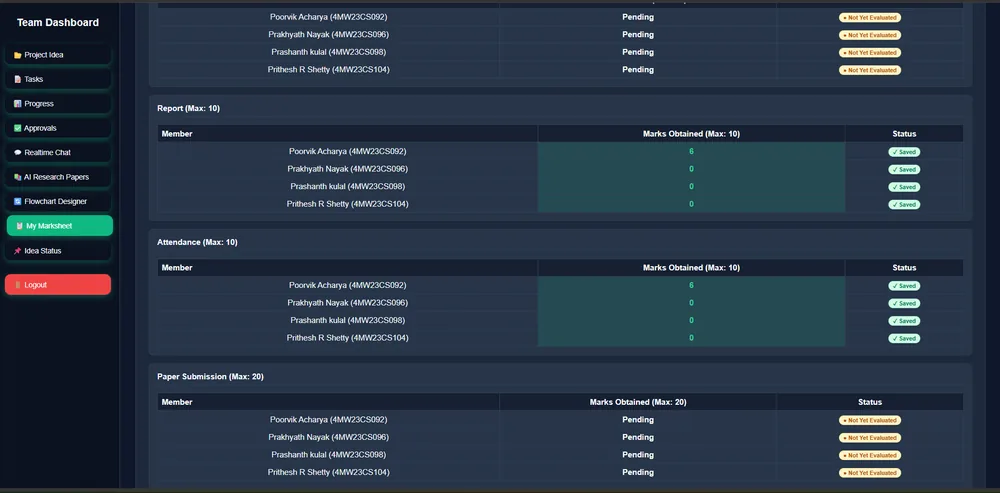 Team Dashboard
Project Idea
Tasks
Progress
Approvals
Realtime Chat
AI Research Papers
Flowchart Designer
My Marksheet
Idea Status
Logout
Poorvik Acharya (4MW23CS092) Pending Not Yet Evaluated
Prakhyath Nayak (4MW23CS096) Pending Not Yet Evaluated
Prashanth kulal (4MW23CS098) Pending Not Yet Evaluated
Prithesh R Shetty (4MW23CS104) Pending Not Yet Evaluated
Report (Max: 10)
Member Marks Obtained (Max: 10) Status
Poorvik Acharya (4MW23CS092) 6 ✓ Saved
Prakhyath Nayak (4MW23CS096) 0 ✓ Saved
Prashanth kulal (4MW23CS098) 0 ✓ Saved
Prithesh R Shetty (4MW23CS104) 0 ✓ Saved
Attendance (Max: 10)
Member Marks Obtained (Max: 10) Status
Poorvik Acharya (4MW23CS092) 6 ✓ Saved
Prakhyath Nayak (4MW23CS096) 0 ✓ Saved
Prashanth kulal (4MW23CS098) 0 ✓ Saved
Prithesh R Shetty (4MW23CS104) 0 ✓ Saved
Paper Submission (Max: 20)
Member Marks Obtained (Max: 20) Status
Poorvik Acharya (4MW23CS092) Pending Not Yet Evaluated
Prakhyath Nayak (4MW23CS096) Pending Not Yet Evaluated
Prashanth kulal (4MW23CS098) Pending Not Yet Evaluated
Prithesh R Shetty (4MW23CS104) Pending Not Yet Evaluated